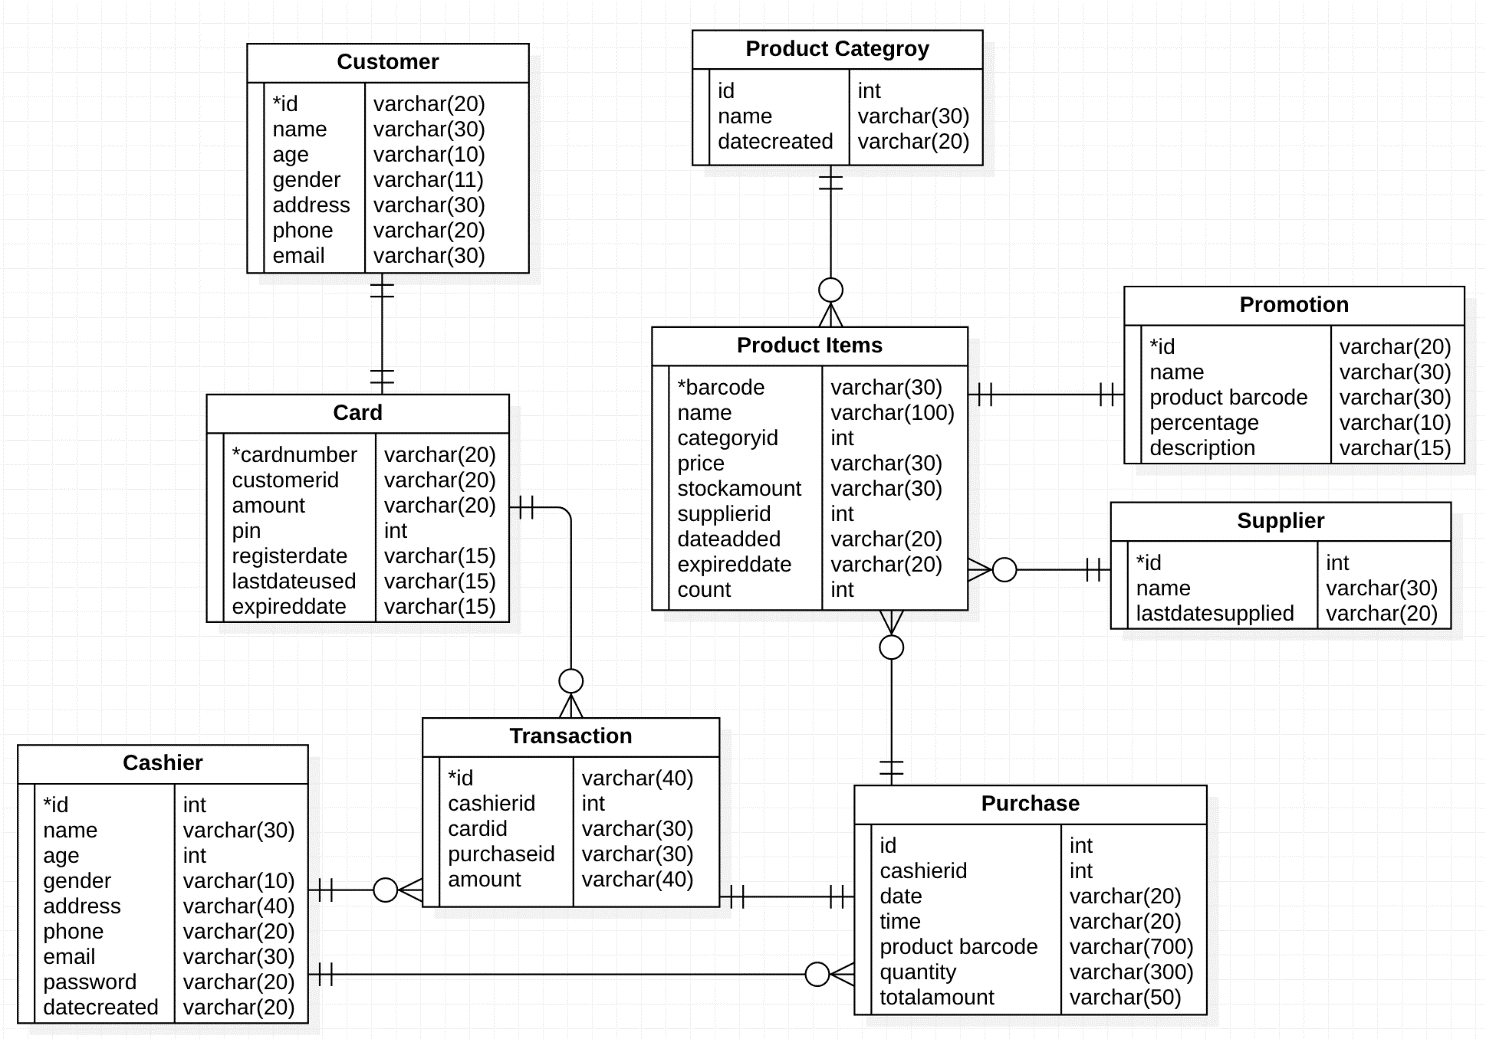 Customer
*id varchar(20)
name varchar(30)
age varchar(10)
gender varchar(11)
address varchar(30)
phone varchar(20)
email varchar(30)
Product Categroy
id int
name varchar(30)
datecreated varchar(20)
Product Items
*barcode varchar(30)
name varchar(100)
categoryid int
price varchar(30)
stockamount varchar(30)
supplierid int
dateadded varchar(20)
expireddate varchar(20)
count int
Promotion
*id varchar(20)
name varchar(30)
product barcode varchar(30)
percentage varchar(10)
description varchar(15)
Card
*cardnumber varchar(20)
customerid varchar(20)
amount varchar(20)
pin int
registerdate varchar(15)
lastdateused varchar(15)
expireddate varchar(15)
Supplier
*id int
name varchar(30)
lastdatesupplied varchar(20)
Transaction
*id varchar(40)
cashierid int
cardid varchar(30)
purchaseid varchar(30)
amount varchar(40)
Cashier
*id int
name varchar(30)
age int
gender varchar(10)
address varchar(40)
phone varchar(20)
email varchar(30)
password varchar(20)
datecreated varchar(20)
Purchase
id int
cashierid int
date varchar(20)
time varchar(20)
product barcode varchar(700)
quantity varchar(300)
totalamount varchar(50)